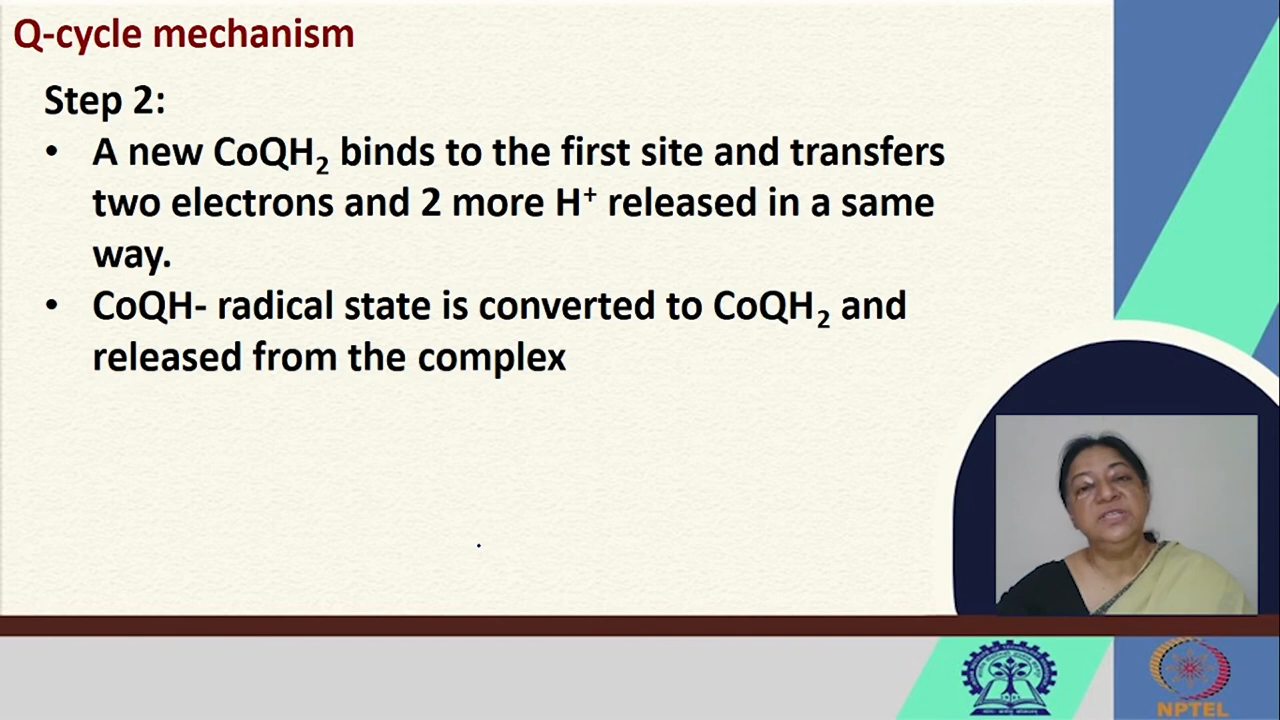 Q-cycle mechanism
Step 2:
• A new CoQH₂ binds to the first site and transfers
two electrons and 2 more H⁺ released in a same
way.
• CoQH- radical state is converted to CoQH₂ and
released from the complex
NPTEL